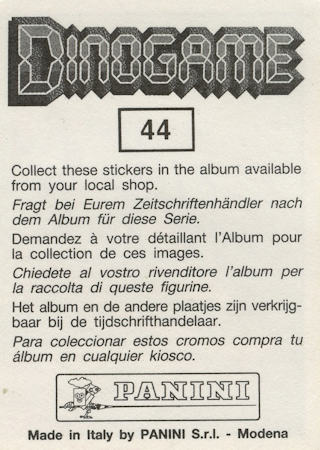 DINOGAME
44
Collect these stickers in the album available
from your local shop.
Fragt bei Eurem Zeitschriftenhändler nach
dem Album für diese Serie.
Demandez à votre détaillant l'Album pour
la collection de ces images.
Chiedete al vostro rivenditore l'album per
la raccolta di queste figurine.
Het album en de andere plaatjes zijn verkrijg-
baar bij de tijdschrifthandelaar.
Para coleccionar estos cromos compra tu
álbum en cualquier kiosco.
PANINI
Made in Italy by PANINI S.r.l. - Modena